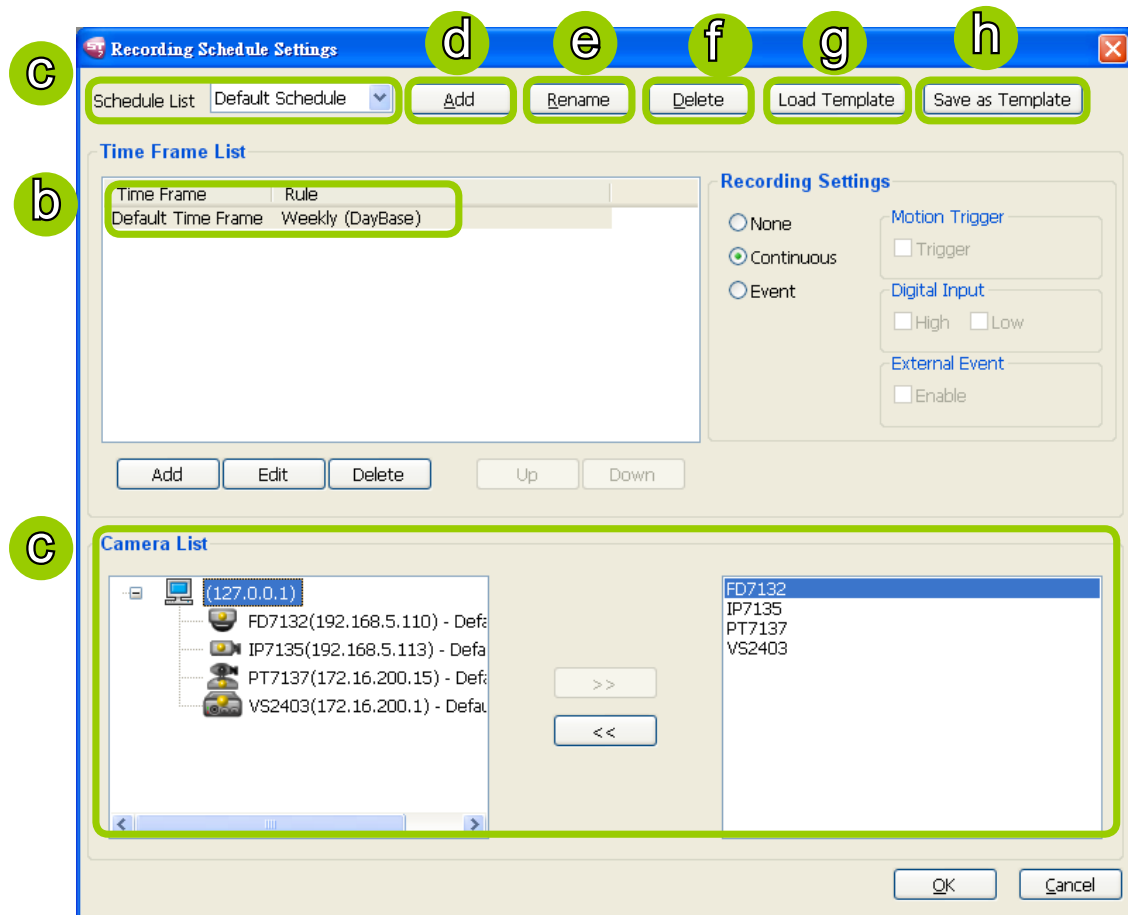 d e f g h
Recording Schedule Settings
c
Schedule List Default Schedule Add Rename Delete Load Template Save as Template
Time Frame List
b
Time Frame Rule
Default Time Frame Weekly (DayBase)
Recording Settings
None
Continuous
Event
Motion Trigger
Trigger
Digital Input
High Low
External Event
Enable
Add Edit Delete Up Down
c
Camera List
(127.0.0.1)
FD7132(192.168.5.110) - Defa
IP7135(192.168.5.113) - Defa
PT7137(172.16.200.15) - Defa
VS2403(172.16.200.1) - Defau
>>
<<
FD7132
IP7135
PT7137
VS2403
OK Cancel